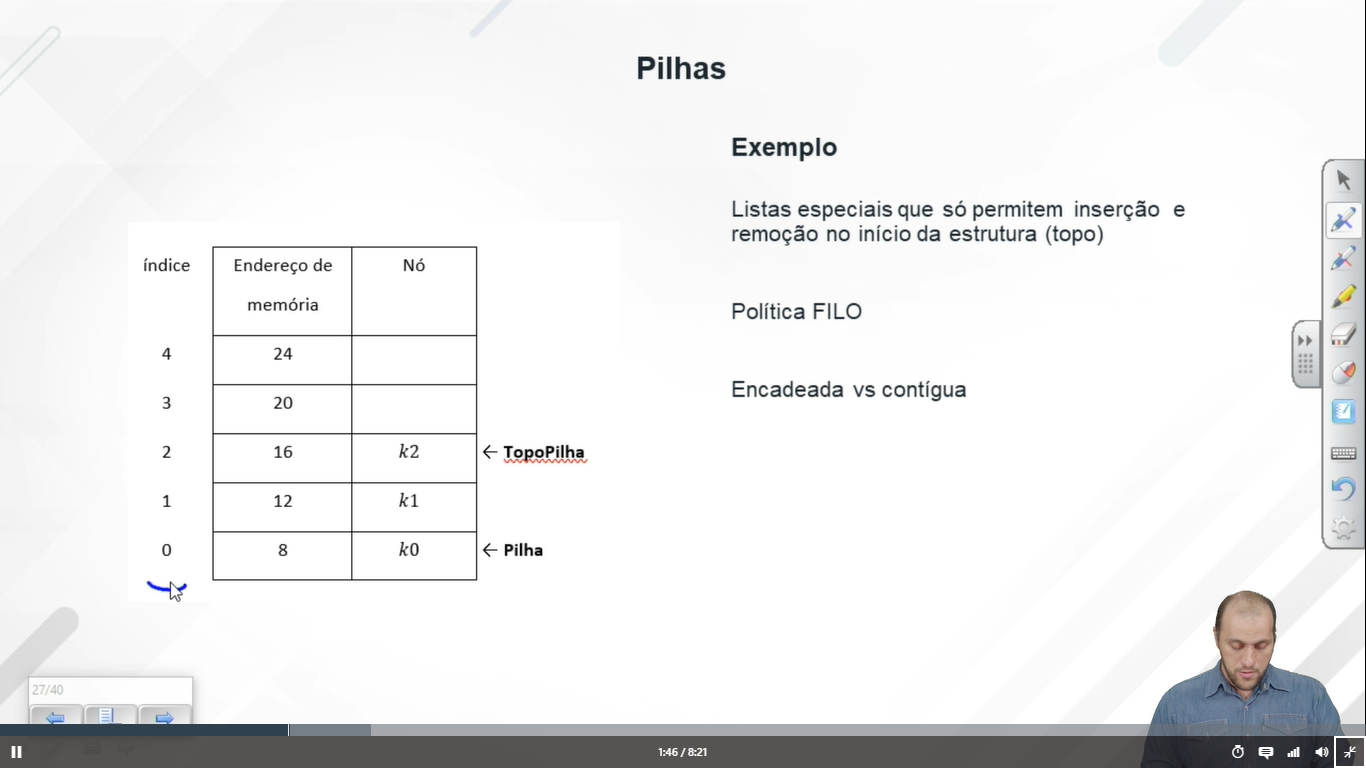 Pilhas
Exemplo
Listas especiais que só permitem inserção e
remoção no início da estrutura (topo)
Política FILO
Encadeada vs contígua
índice Endereço de Nó
memória
4 24
3 20
2 16 k2 ← TopoPilha
1 12 k1
0 8 k0 ← Pilha
27/40
1:46 / 8:21